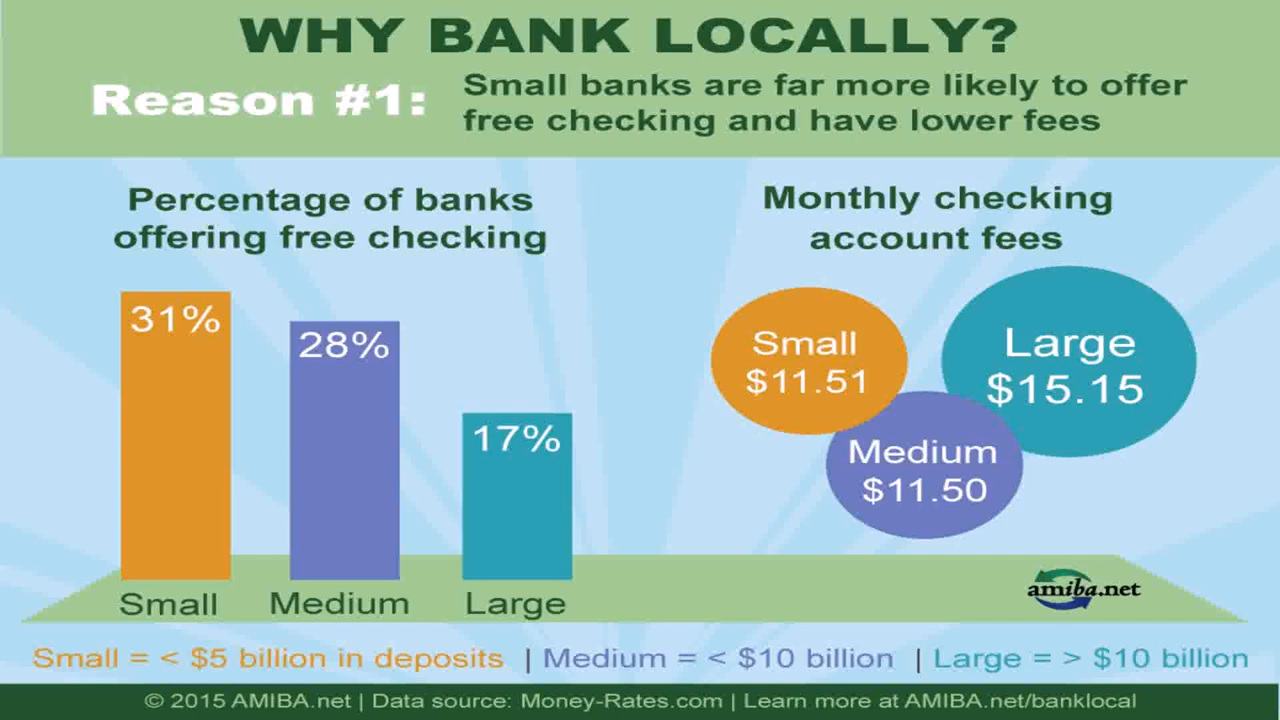 WHY BANK LOCALLY?
Reason #1:
Small banks are far more likely to offer
free checking and have lower fees
Percentage of banks
offering free checking
31%
28%
17%
Small
Medium
Large
Monthly checking
account fees
Small
$11.51
Large
$15.15
Medium
$11.50
amiba.net
Small = < $5 billion in deposits | Medium = < $10 billion | Large = > $10 billion
© 2015 AMIBA.net | Data source: Money-Rates.com | Learn more at AMIBA.net/banklocal